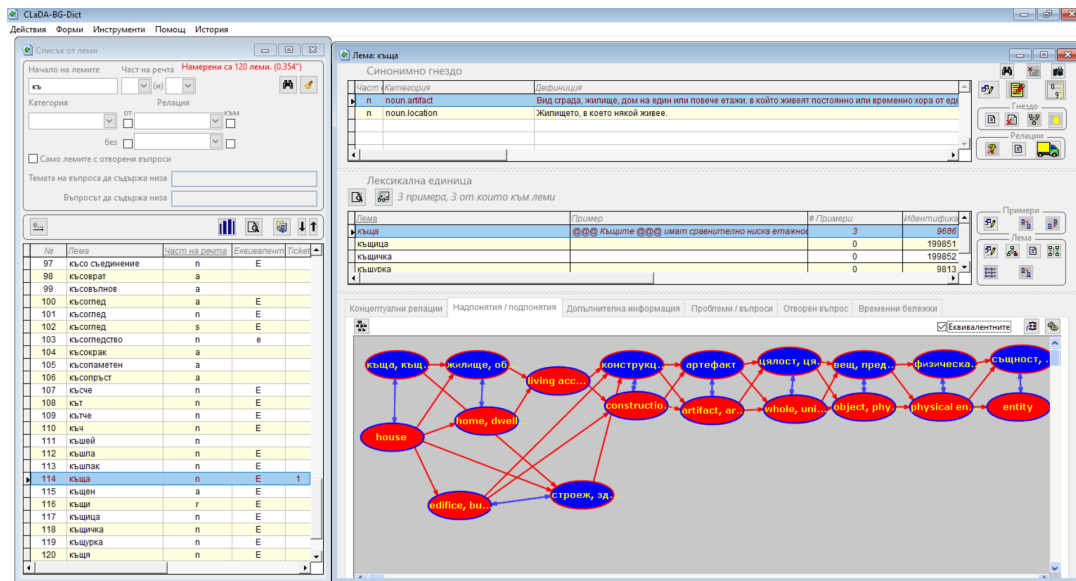 CLaDA-BG-Dict
Действия Форми Инструменти Помощ История
Списък от леми
Начало на лемите Част на речта Намерени са 120 леми. (0.354")
къ (и)
Категория Релация
от към
без
Само лемите с отворени въпроси
Темата на въпроса да съдържа низа
Въпросът да съдържа низа
№ Лема Част на речта Еквивалент Ticket
97 късо съединение n E
98 късоврат a
99 късовълнов a
100 късоглед a E
101 късоглед n E
102 късоглед s E
103 късогледство n e
104 късокрак a
105 късопаметен a
106 късопръст a
107 късче n E
108 кът n E
109 кътче n E
110 къч n E
111 къшей n
112 къшла n E
113 къшлак n E
114 къща n E 1
115 къщен a E
116 къщи r E
117 къщица n E
118 къщичка n E
119 къщурка n E
120 къщя n E
Лема: къща
Синонимно гнездо
Част Категория Дефиниция
n noun.artifact Вид сграда, жилище, дом на един или повече етажи, в който живеят постоянно или временно хора от ед
n noun.location Жилището, в което някой живее.
Гнездо
Релации
Лексикална единица
3 примера, 3 от които към леми
Лема Пример # Примери Идентифика
къща @@@ Къщите @@@ имат сравнително ниска етажнос 3 9686
къщица 0 199851
къщичка 0 199852
къщурка 0 9813
Примери
Лема
Концептуални релации Надпонятия / подпонятия Допълнителна информация Проблеми / въпроси Отворен въпрос Временни бележки
Еквивалентните
къща, къщ... жилище, об... конструкц... артефакт цялост, ця... вещ, пред... физическа... същност, ...
living acc...
constructio... artifact, ar... whole, uni... object, phy... physical en... entity
home, dwell...
house
edifice, bu... строеж, зд...